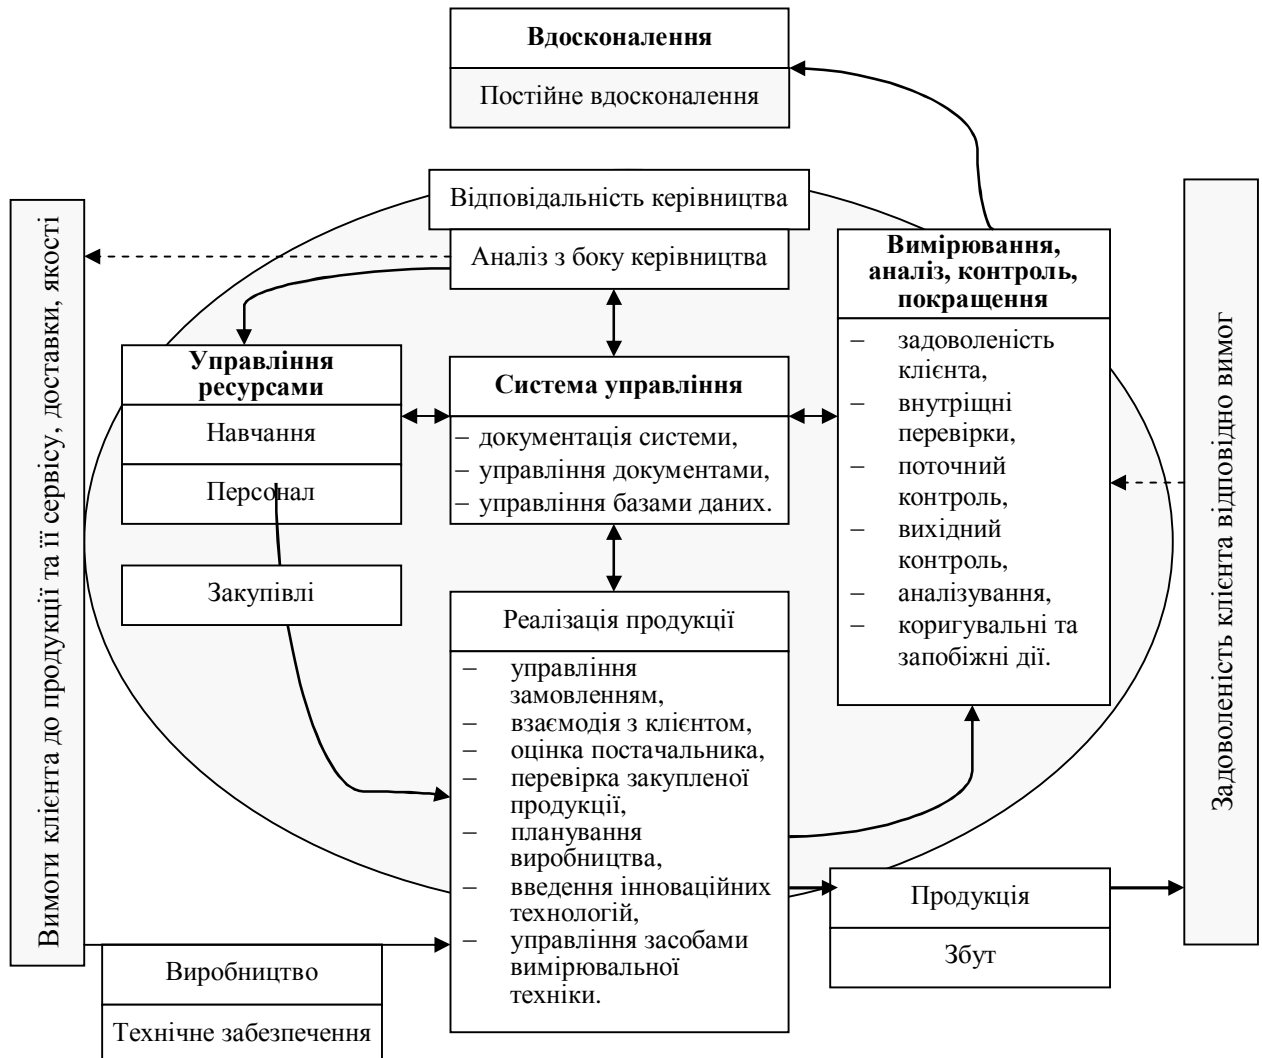 Вдосконалення
Постійне вдосконалення
Вимоги клієнта до продукції та її сервісу, доставки, якості
Відповідальність керівництва
Аналіз з боку керівництва
Управління
ресурсами
Навчання
Персонал
Закупівлі
Система управління
– документація системи,
– управління документами,
– управління базами даних.
Вимірювання,
аналіз, контроль,
покращення
– задоволеність
клієнта,
– внутріщні
перевірки,
– поточний
контроль,
– вихідний
контроль,
– аналізування,
– коригувальні та
запобіжні дії.
Задоволеність клієнта відповідно вимог
Реалізація продукції
– управління
замовленням,
– взаємодія з клієнтом,
– оцінка постачальника,
– перевірка закупленої
продукції,
– планування
виробництва,
– введення інноваційних
технологій,
– управління засобами
вимірювальної
техніки.
Продукція
Збут
Виробництво
Технічне забезпечення